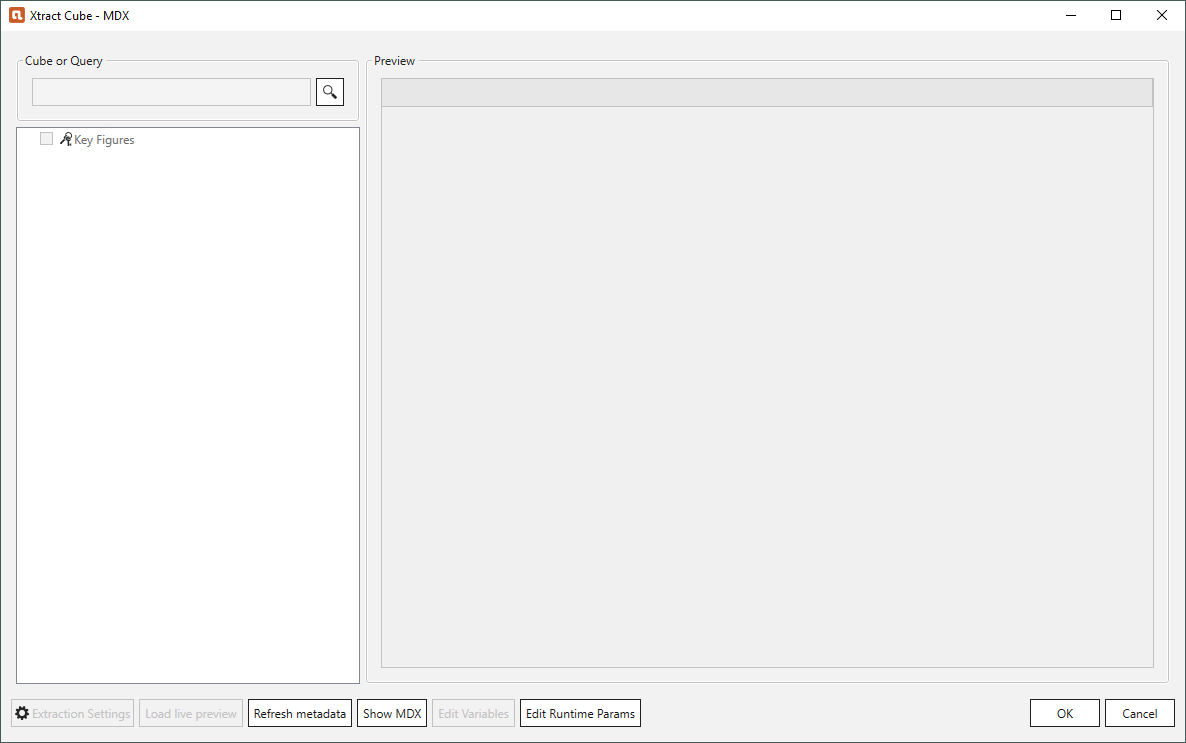 Xtract Cube - MDX
Cube or Query
Preview
Key Figures
Extraction Settings
Load live preview
Refresh metadata
Show MDX
Edit Variables
Edit Runtime Params
OK
Cancel